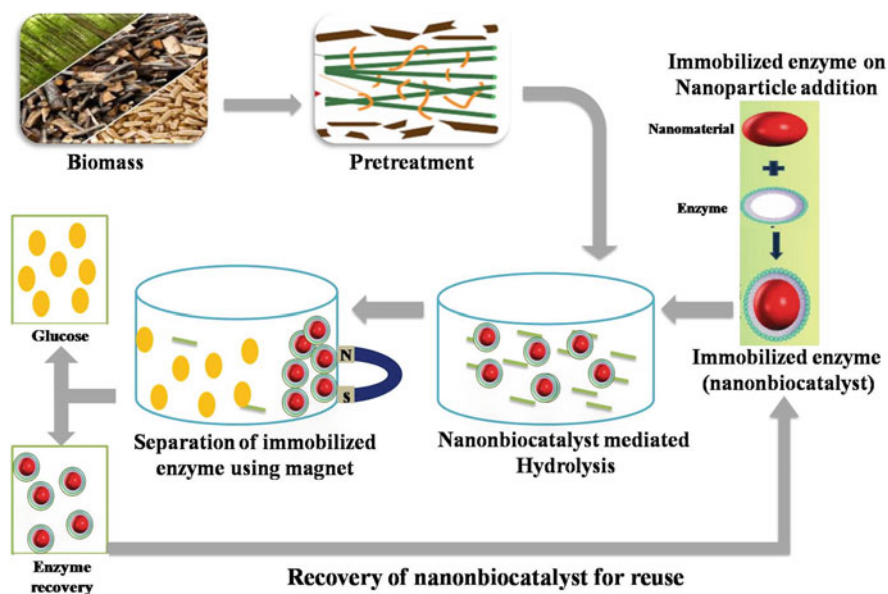 Biomass
Pretreatment
Immobilized enzyme on
Nanoparticle addition
Nanomaterial
Enzyme
Immobilized enzyme
(nanonbiocatalyst)
Glucose
N
S
Separation of immobilized
enzyme using magnet
Nanonbiocatalyst mediated
Hydrolysis
Enzyme
recovery
Recovery of nanonbiocatalyst for reuse